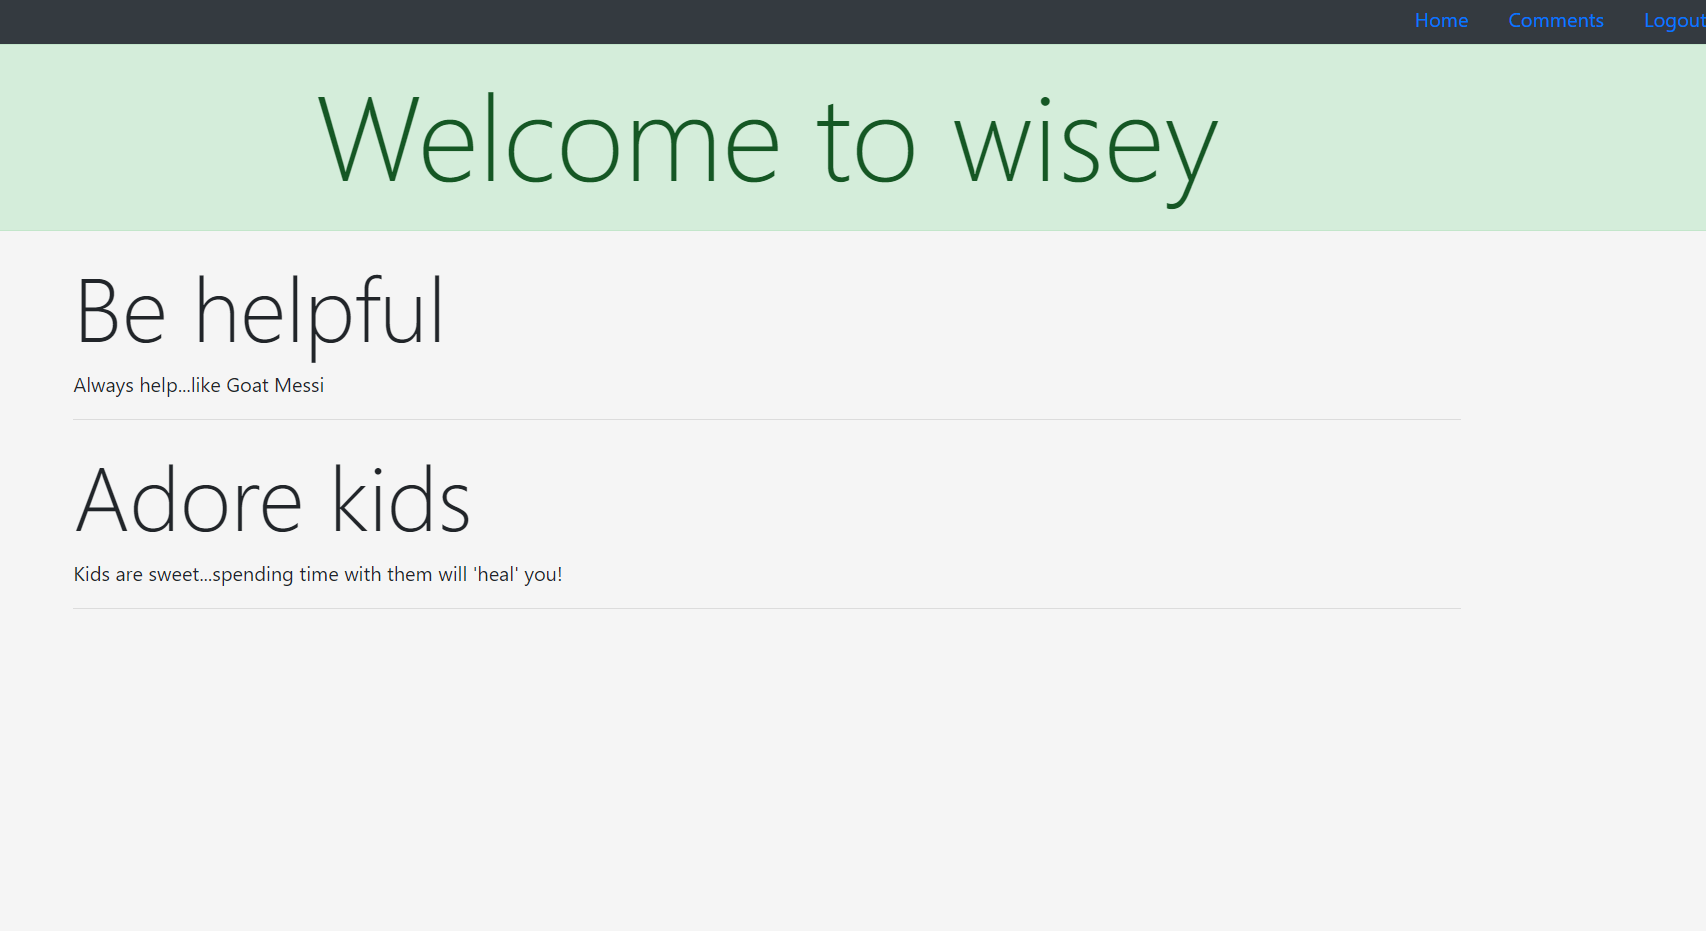 Home Comments Logout
Welcome to wisey
Be helpful
Always help...like Goat Messi
Adore kids
Kids are sweet...spending time with them will 'heal' you!